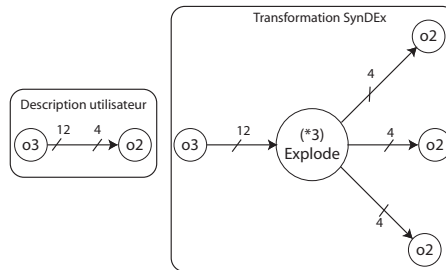 Transformation SynDEx
o2
4
Description utilisateur
12
4
o3
o2
o3
12
(*3)
Explode
4
o2
4
o2